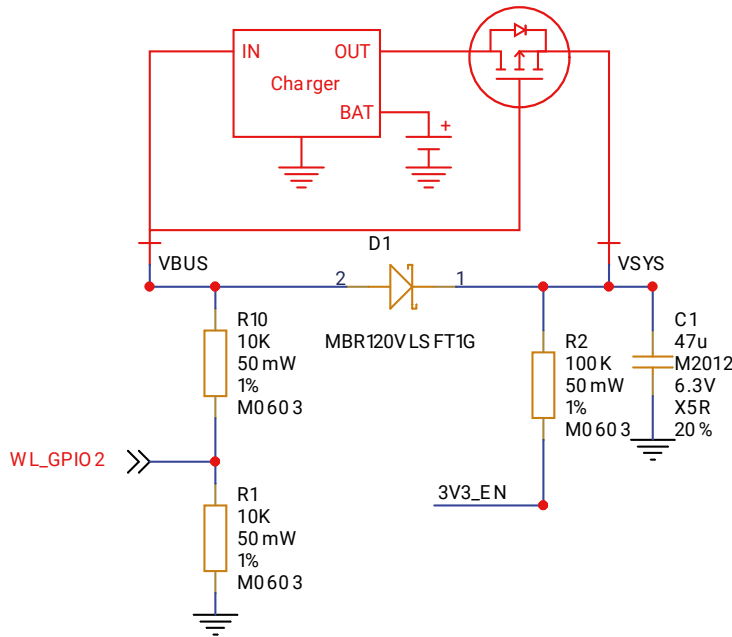 IN
OUT
Charger
BAT
+
VBUS
D1
VSYS
2
1
MBR120VLSFT1G
R10
10K
50mW
1%
M0603
R2
100K
50mW
1%
M0603
C1
47u
M2012
6.3V
X5R
20%
WL_GPIO2
3V3_EN
R1
10K
50mW
1%
M0603